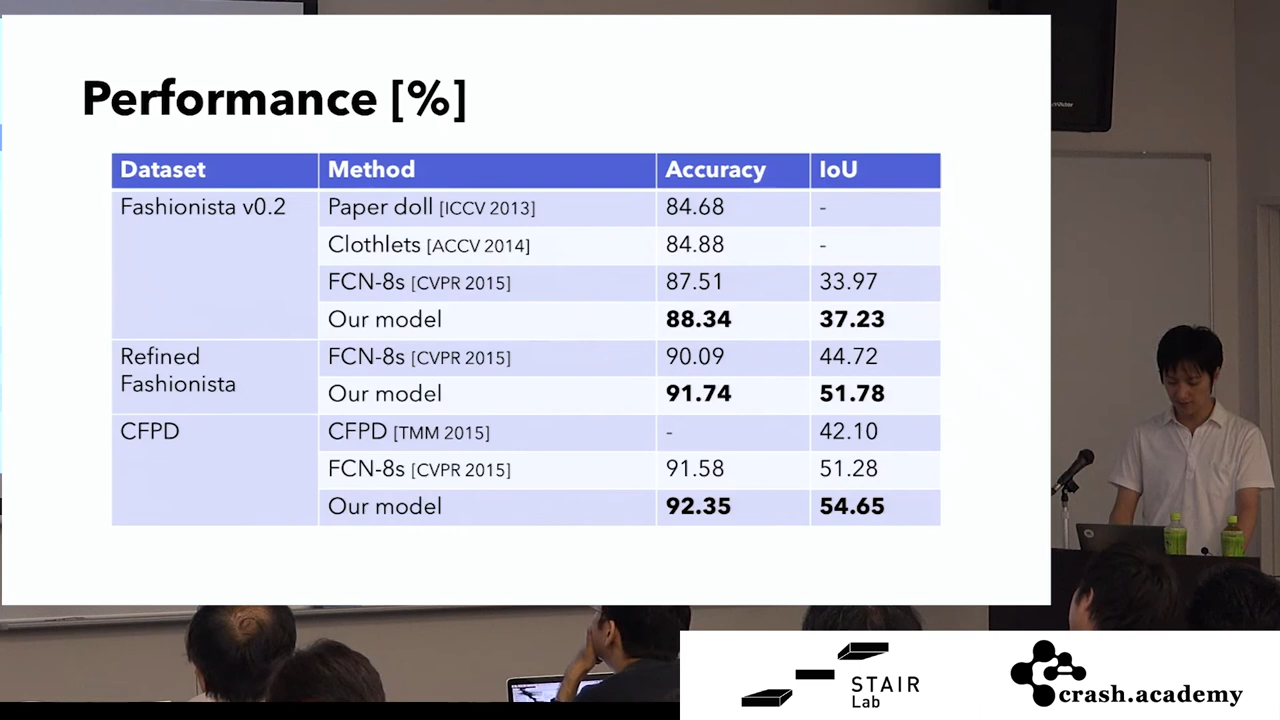 Performance [%]
Dataset Method Accuracy IoU
Fashionista v0.2 Paper doll [ICCV 2013] 84.68 -
Clothlets [ACCV 2014] 84.88 -
FCN-8s [CVPR 2015] 87.51 33.97
Our model 88.34 37.23
Refined Fashionista FCN-8s [CVPR 2015] 90.09 44.72
Our model 91.74 51.78
CFPD CFPD [TMM 2015] - 42.10
FCN-8s [CVPR 2015] 91.58 51.28
Our model 92.35 54.65
STAIR
Lab
crash.academy